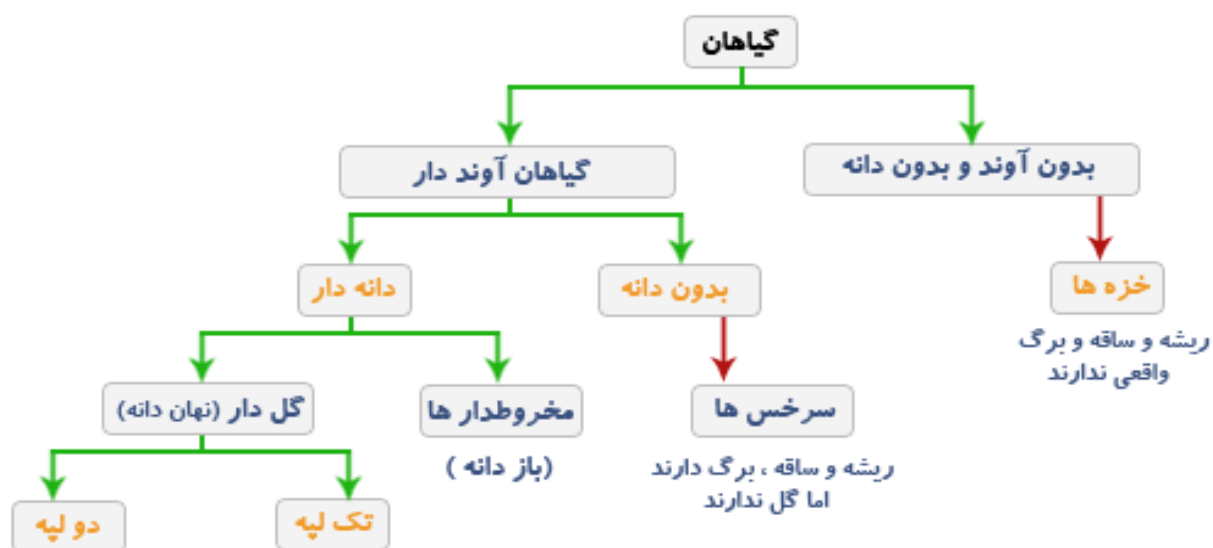 گیاهان
بدون آوند و بدون دانه
گیاهان آوند دار
خزه ها
بدون دانه
دانه دار
ریشه و ساقه و برگ
واقعی ندارند
سرخس ها
مخروطدار ها
گل دار (نهان دانه)
ریشه و ساقه ، برگ دارند
اما گل ندارند
(باز دانه )
تک لپه
دو لپه